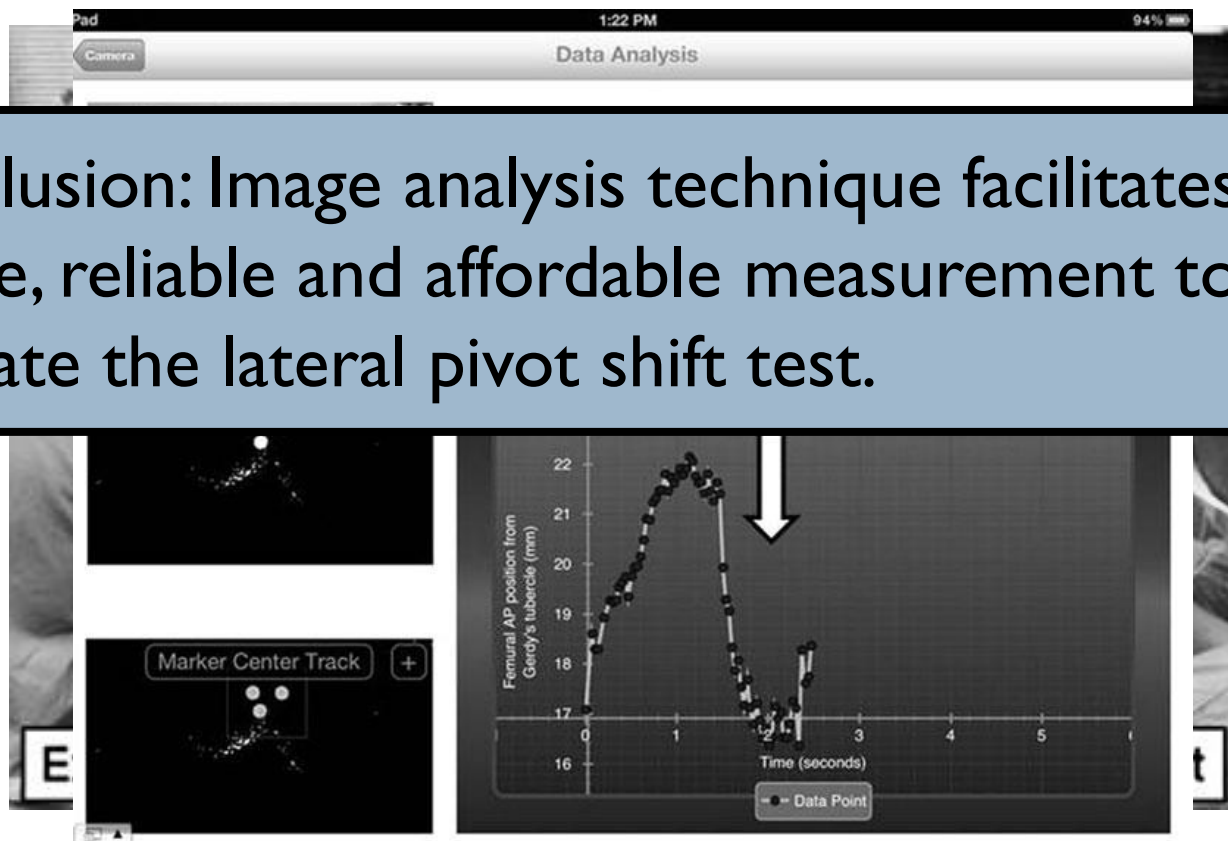 Pad 1:22 PM 94%
Camera Data Analysis
lusion: Image analysis technique facilitates
e, reliable and affordable measurement to
ate the lateral pivot shift test.
22
21
20
19
18
17
16
Femural AP position from
Gerdy's tubercle (mm)
0 1 2 3 4 5
Time (seconds)
Data Point
Marker Center Track +
E
t